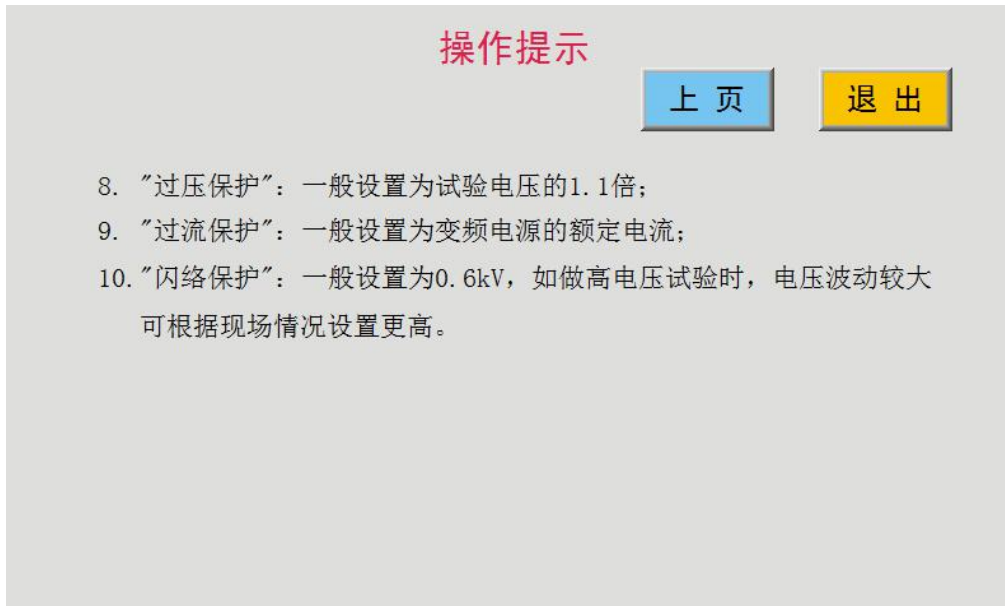 操作提示
上 页
退 出
8. "过压保护": 一般设置为试验电压的1.1倍;
9. "过流保护": 一般设置为变频电源的额定电流;
10. "闪络保护": 一般设置为0.6kV, 如做高电压试验时, 电压波动较大
可根据现场情况设置更高。